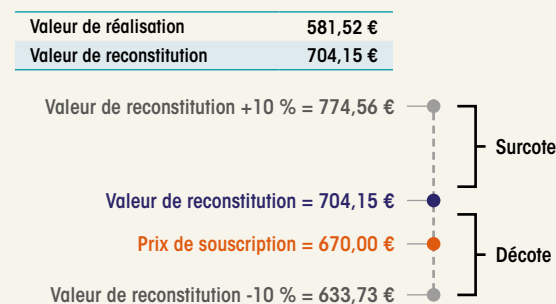 Valeur de réalisation 581,52 €
Valeur de reconstitution 704,15 €
Valeur de reconstitution +10 % = 774,56 €
Surcote
Valeur de reconstitution = 704,15 €
Prix de souscription = 670,00 €
Décote
Valeur de reconstitution -10 % = 633,73 €